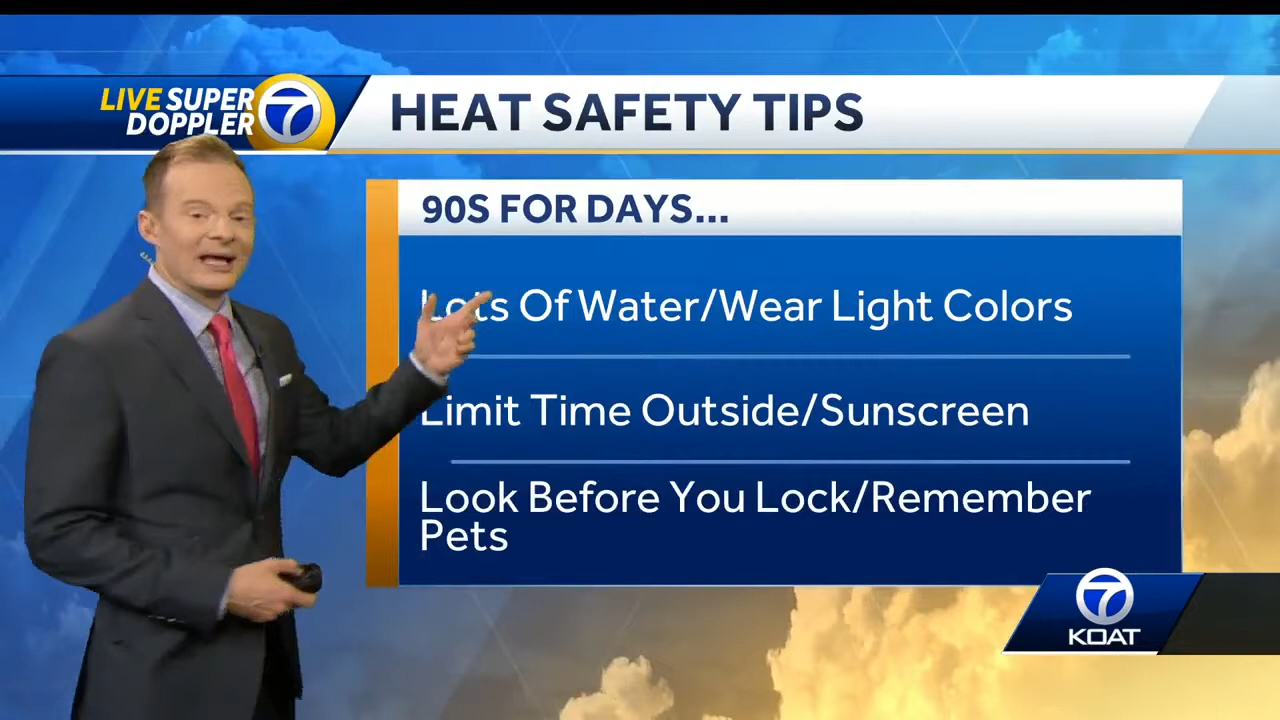 LIVE SUPER
DOPPLER 7
HEAT SAFETY TIPS
90S FOR DAYS...
Lots Of Water/Wear Light Colors
Limit Time Outside/Sunscreen
Look Before You Lock/Remember
Pets
7
KOAT